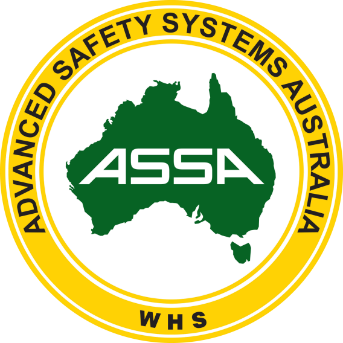 ADVANCED SAFETY SYSTEMS AUSTRALIA
ASSA
WHS